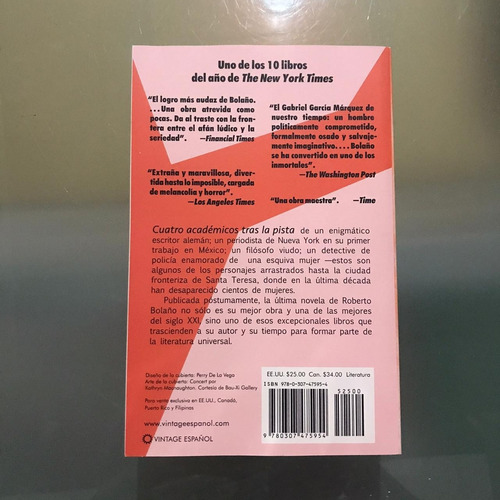 Uno de los 10 libros
del año de The New York Times
"El logro más audaz de Bolaño.
. . . Una obra atrevida como
pocas. Da al traste con la fron-
tera entre el afán lúdico y la
seriedad". —Financial Times
"Extraña y maravillosa, diver-
tida hasta lo imposible, cargada
de melancolía y horror".
—Los Angeles Times
"El Gabriel García Márquez de
nuestro tiempo: un hombre
políticamente comprometido,
formalmente osado y salvaje-
mente imaginativo. . . . Bolaño
se ha convertido en uno de los
inmortales".
—The Washington Post
"Una obra maestra". —Time
Cuatro académicos tras la pista de un enigmático
escritor alemán; un periodista de Nueva York en su primer
trabajo en México; un filósofo viudo; un detective de
policía enamorado de una esquiva mujer —estos son
algunos de los personajes arrastrados hasta la ciudad
fronteriza de Santa Teresa, donde en la última década
han desaparecido cientos de mujeres.
Publicada postumamente, la última novela de Roberto
Bolaño no sólo es su mejor obra y una de las mejores
del siglo XXI, sino uno de esos excepcionales libros que
trascienden a su autor y su tiempo para formar parte de
la literatura universal.
Diseño de la cubierta: Perry De La Vega
Arte de la cubierta: Concert por
Kathryn Macnaughton. Cortesía de Bau-Xi Gallery
Para venta exclusiva en EE.UU., Canadá,
Puerto Rico y Filipinas
www.vintageespanol.com
VINTAGE ESPAÑOL
EE.UU. $25.00 Can. $34.00 Literatura
ISBN 978-0-307-47595-4
52500
9 780307 475954